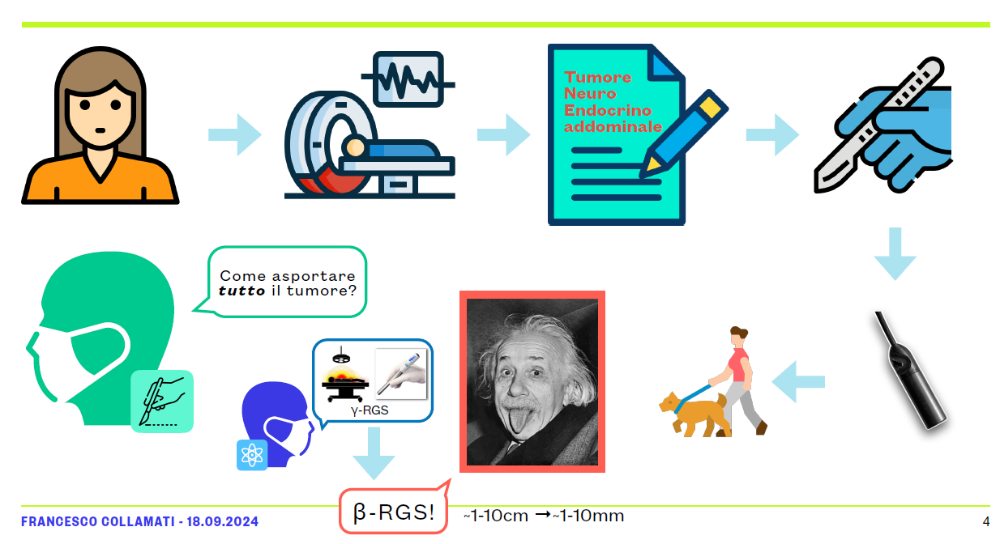 Tumore
Neuro
Endocrino
addominale
Come asportare
tutto il tumore?
γ-RGS
β-RGS!
~1-10cm →~1-10mm
FRANCESCO COLLAMATI - 18.09.2024
4